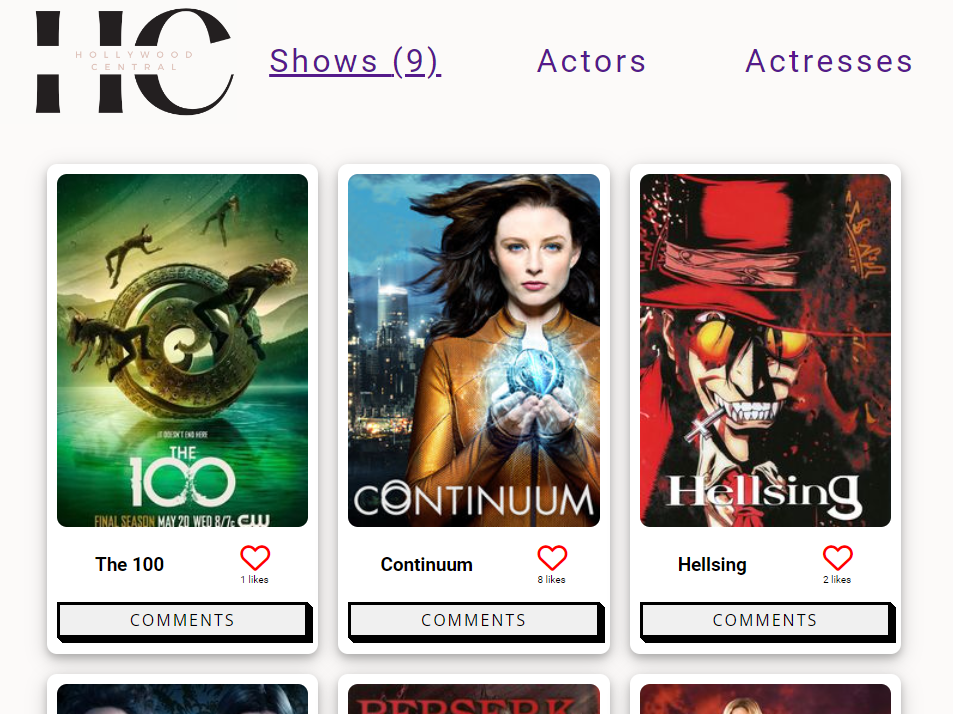 HC
HOLLYWOOD
CENTRAL
Shows (9)
Actors
Actresses
IT DOESN'T END HERE
THE
100
FINAL SEASON MAY 20 WED 8/7c CW
CONTINUUM
Hellsing
The 100
1 likes
Continuum
8 likes
Hellsing
2 likes
COMMENTS
COMMENTS
COMMENTS
BERSERK